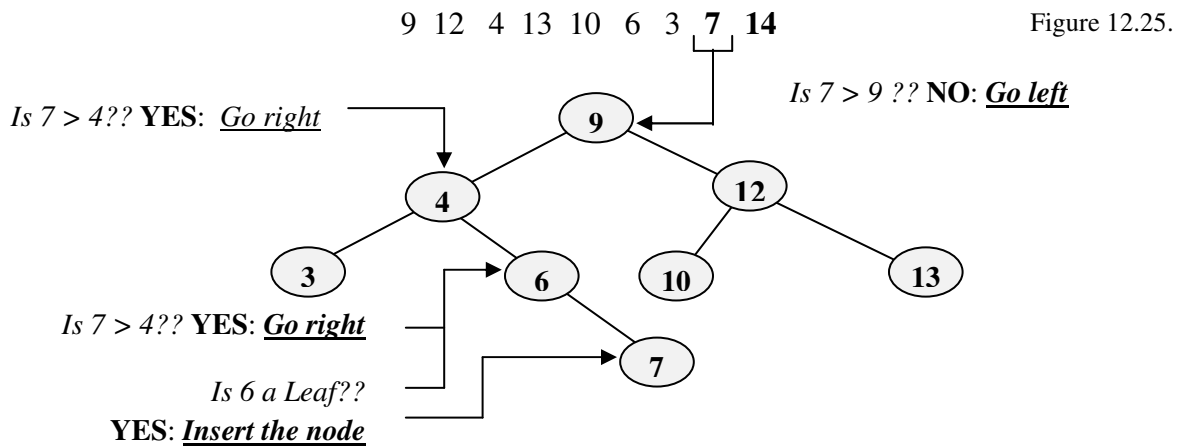 9 12 4 13 10 6 3 7 14
Figure 12.25.
Is 7 > 9 ?? NO: Go left
Is 7 > 4?? YES: Go right
9
4
12
3
6
10
13
Is 7 > 4?? YES: Go right
7
Is 6 a Leaf??
YES: Insert the node